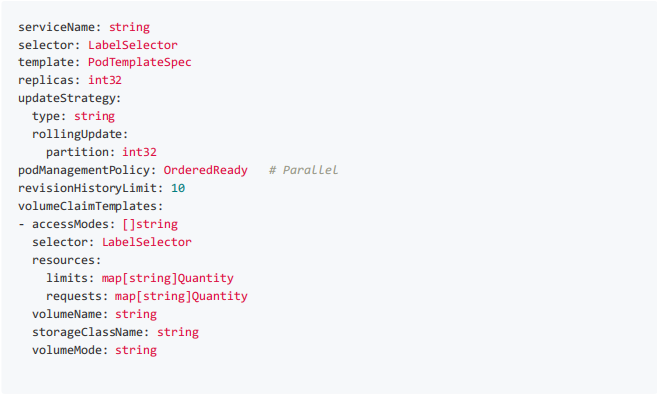 serviceName: string
selector: LabelSelector
template: PodTemplateSpec
replicas: int32
updateStrategy:
  type: string
  rollingUpdate:
    partition: int32
podManagementPolicy: OrderedReady   # Parallel
revisionHistoryLimit: 10
volumeClaimTemplates:
- accessModes: []string
  selector: LabelSelector
  resources:
    limits: map[string]Quantity
    requests: map[string]Quantity
  volumeName: string
  storageClassName: string
  volumeMode: string